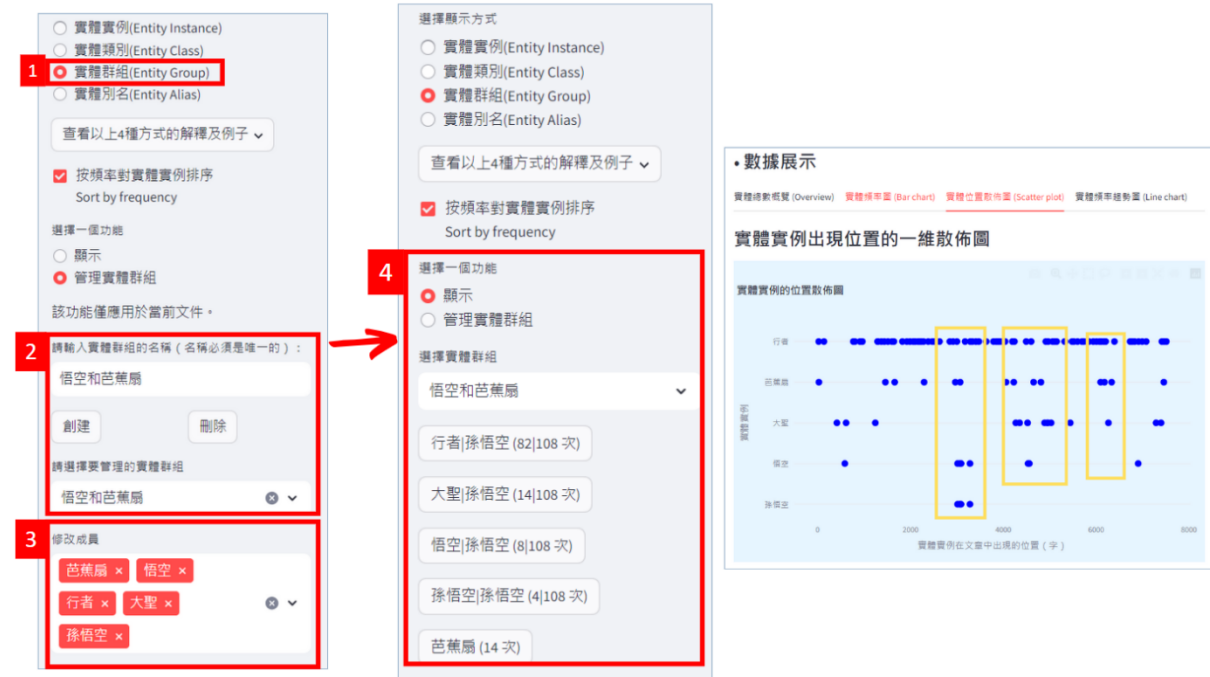 實體實例(Entity Instance)
實體類別(Entity Class)
1
實體群組(Entity Group)
實體別名(Entity Alias)
查看以上4種方式的解釋及例子
按頻率對實體實例排序
Sort by frequency
選擇一個功能
顯示
管理實體群組
該功能僅應用於當前文件。
2
請輸入實體群組的名稱(名稱必須是唯一的):
悟空和芭蕉扇
創建
刪除
請選擇要管理的實體群組
悟空和芭蕉扇
3
修改成員
芭蕉扇 × 悟空 ×
行者 × 大聖 ×
孫悟空 ×
選擇顯示方式
實體實例(Entity Instance)
實體類別(Entity Class)
實體群組(Entity Group)
實體別名(Entity Alias)
查看以上4種方式的解釋及例子
按頻率對實體實例排序
Sort by frequency
4
選擇一個功能
顯示
管理實體群組
選擇實體群組
悟空和芭蕉扇
行者|孫悟空 (82|108 次)
大聖|孫悟空 (14|108 次)
悟空|孫悟空 (8|108 次)
孫悟空|孫悟空 (4|108 次)
芭蕉扇 (14 次)
• 數據展示
實體總數概覽 (Overview) 實體頻率圖 (Bar chart) 實體位置散佈圖 (Scatter plot) 實體頻率趨勢圖 (Line chart)
實體實例出現位置的一維散佈圖
實體實例的位置散佈圖
行者
芭蕉扇
大聖
悟空
孫悟空
實體實例
0 2000 4000 6000 8000
實體實例在文章中出現的位置(字)